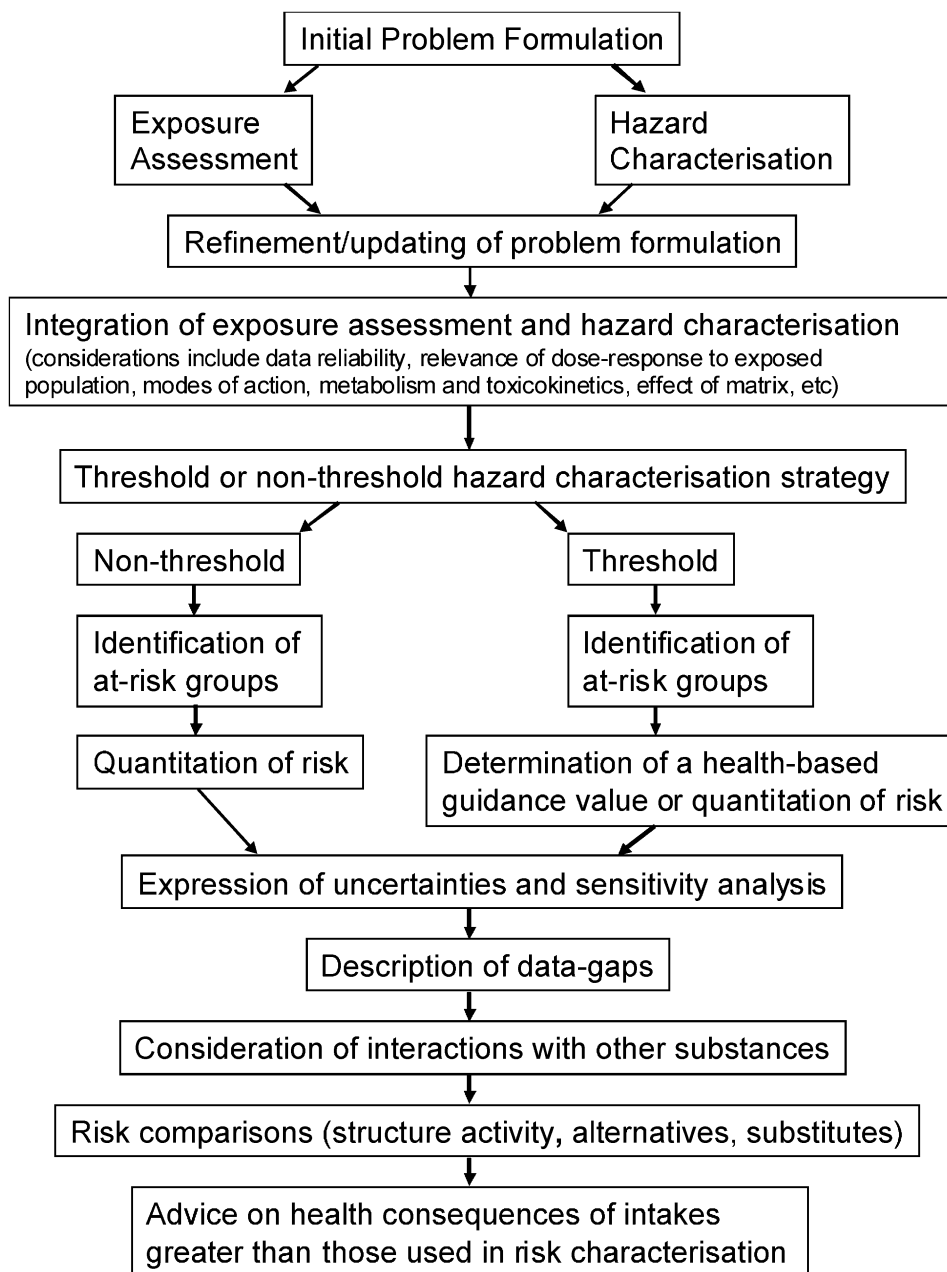 Initial Problem Formulation
Exposure
Assessment
Hazard
Characterisation
Refinement/updating of problem formulation
Integration of exposure assessment and hazard characterisation
(considerations include data reliability, relevance of dose-response to exposed
population, modes of action, metabolism and toxicokinetics, effect of matrix, etc)
Threshold or non-threshold hazard characterisation strategy
Non-threshold
Threshold
Identification of
at-risk groups
Identification of
at-risk groups
Quantitation of risk
Determination of a health-based
guidance value or quantitation of risk
Expression of uncertainties and sensitivity analysis
Description of data-gaps
Consideration of interactions with other substances
Risk comparisons (structure activity, alternatives, substitutes)
Advice on health consequences of intakes
greater than those used in risk characterisation